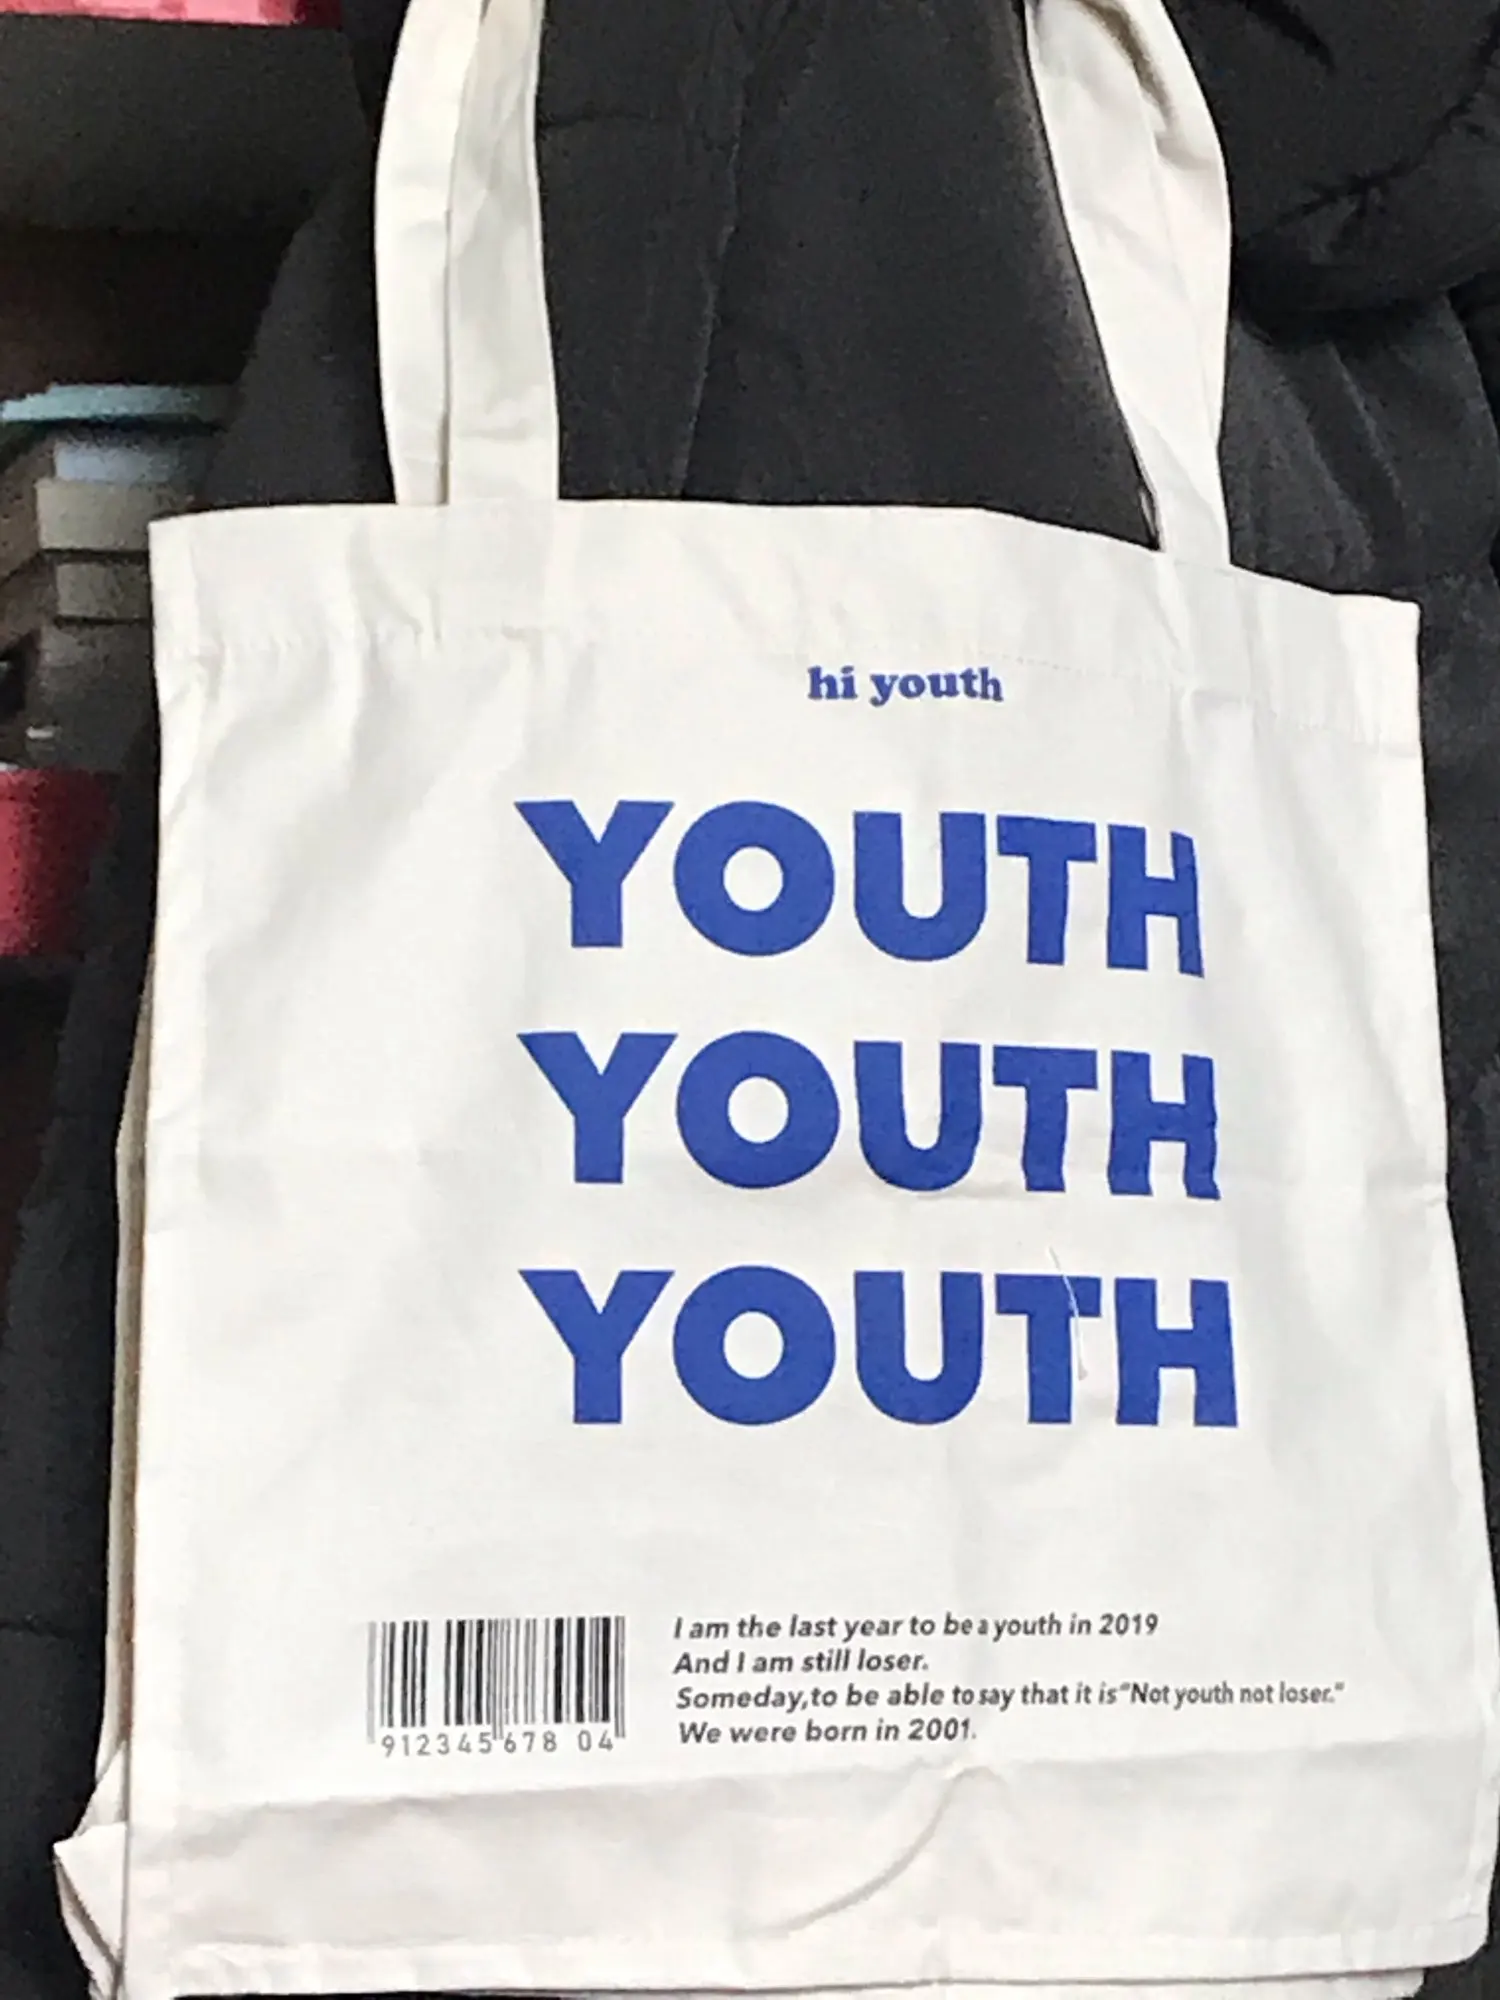 hi youth
YOUTH
YOUTH
YOUTH
I am the last year to be a youth in 2019
And I am still loser.
Someday,to be able to say that it is"Not youth not loser."
We were born in 2001.
912345678 04